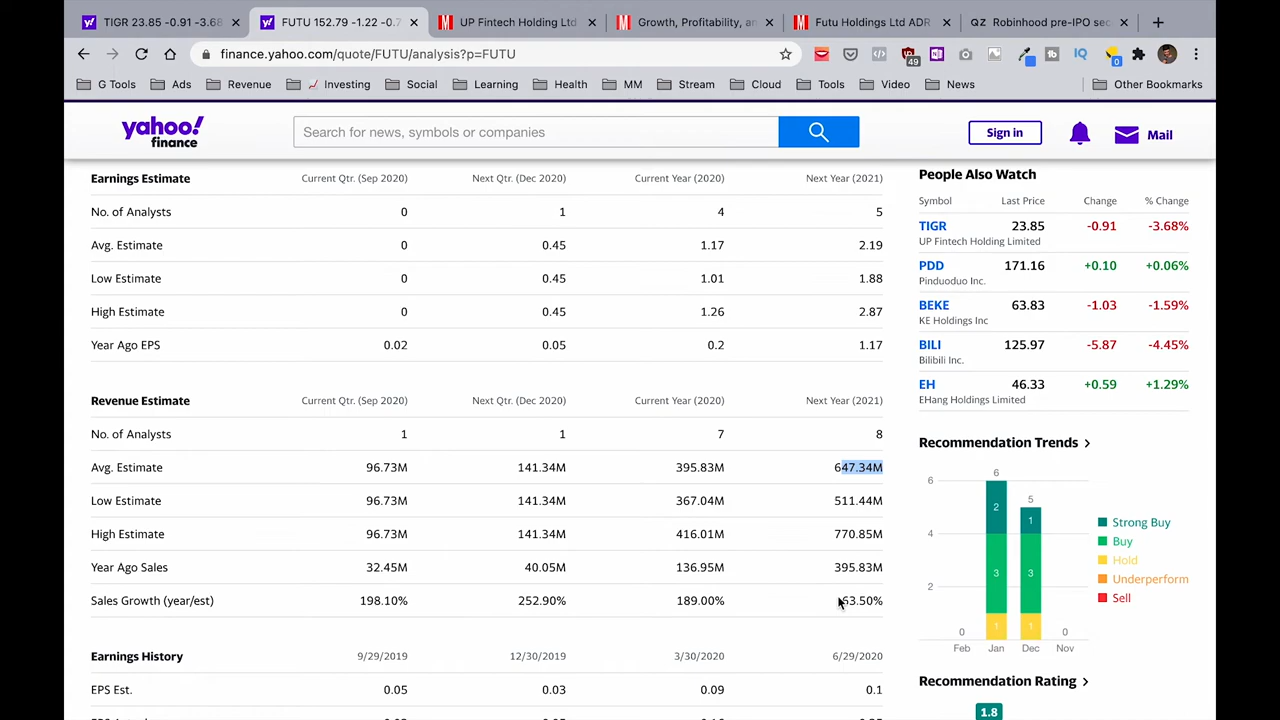 TIGR 23.85 -0.91 -3.68
FUTU 152.79 -1.22 -0.7
UP Fintech Holding Ltd
Growth, Profitability, an
Futu Holdings Ltd ADR
QZ Robinhood pre-IPO sec
finance.yahoo.com/quote/FUTU/analysis?p=FUTU
49
IQ
0
G Tools
Ads
Revenue
Investing
Social
Learning
Health
MM
Stream
Cloud
Tools
Video
News
Other Bookmarks
yahoo!
finance
Search for news, symbols or companies
Sign in
Mail
Earnings Estimate Current Qtr. (Sep 2020) Next Qtr. (Dec 2020) Current Year (2020) Next Year (2021)
No. of Analysts 0 1 4 5
Avg. Estimate 0 0.45 1.17 2.19
Low Estimate 0 0.45 1.01 1.88
High Estimate 0 0.45 1.26 2.87
Year Ago EPS 0.02 0.05 0.2 1.17
Revenue Estimate Current Qtr. (Sep 2020) Next Qtr. (Dec 2020) Current Year (2020) Next Year (2021)
No. of Analysts 1 1 7 8
Avg. Estimate 96.73M 141.34M 395.83M 647.34M
Low Estimate 96.73M 141.34M 367.04M 511.44M
High Estimate 96.73M 141.34M 416.01M 770.85M
Year Ago Sales 32.45M 40.05M 136.95M 395.83M
Sales Growth (year/est) 198.10% 252.90% 189.00% 63.50%
Earnings History 9/29/2019 12/30/2019 3/30/2020 6/29/2020
EPS Est. 0.05 0.03 0.09 0.1
People Also Watch
Symbol Last Price Change % Change
TIGR 23.85 -0.91 -3.68%
UP Fintech Holding Limited
PDD 171.16 +0.10 +0.06%
Pinduoduo Inc.
BEKE 63.83 -1.03 -1.59%
KE Holdings Inc
BILI 125.97 -5.87 -4.45%
Bilibili Inc.
EH 46.33 +0.59 +1.29%
EHang Holdings Limited
Recommendation Trends
6
6
5
2
1
4
3
3
2
1
1
0
0
Feb Jan Dec Nov
Strong Buy
Buy
Hold
Underperform
Sell
Recommendation Rating
1.8